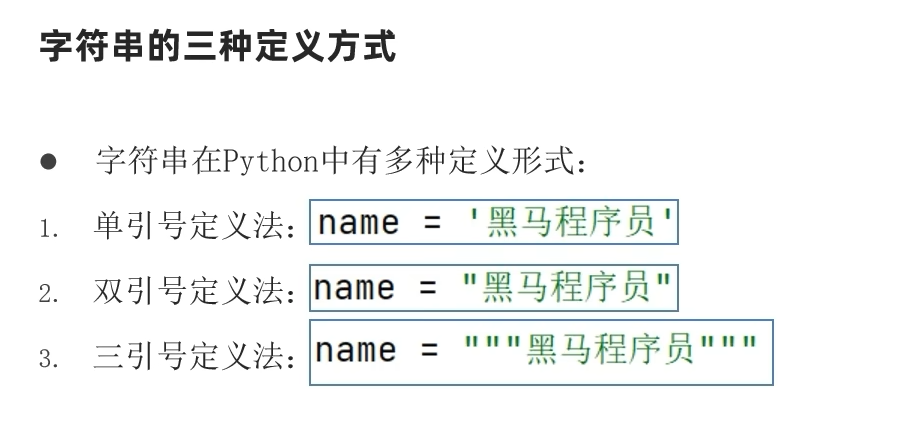 字符串的三种定义方式
● 字符串在Python中有多种定义形式：
1. 单引号定义法：name = '黑马程序员'
2. 双引号定义法：name = "黑马程序员"
3. 三引号定义法：name = """黑马程序员"""